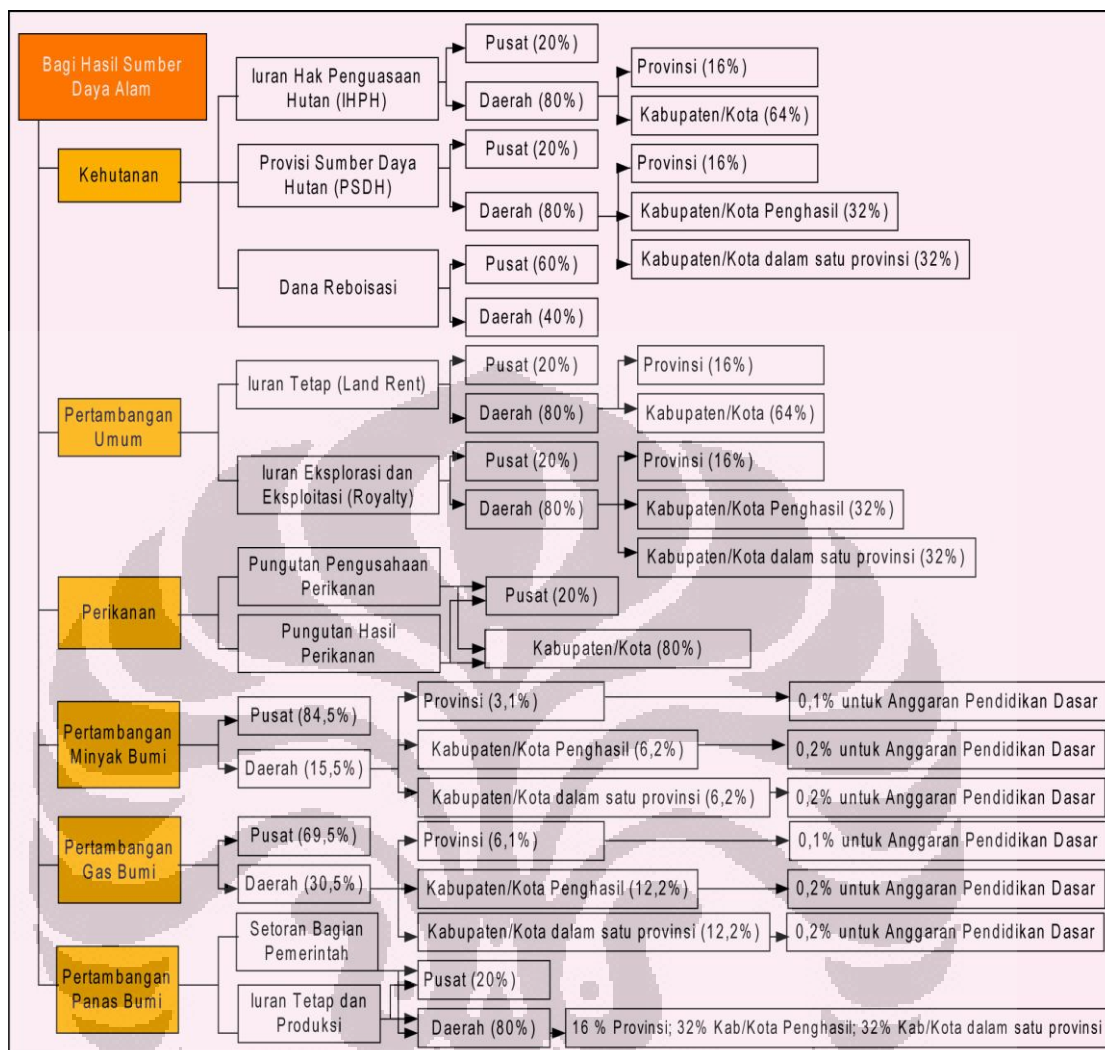 Bagi Hasil Sumber
Daya Alam
Kehutanan
Iuran Hak Penguasaan
Hutan (IHPH)
Pusat (20%)
Daerah (80%)
Provinsi (16%)
Kabupaten/Kota (64%)
Provisi Sumber Daya
Hutan (PSDH)
Pusat (20%)
Daerah (80%)
Provinsi (16%)
Kabupaten/Kota Penghasil (32%)
Kabupaten/Kota dalam satu provinsi (32%)
Dana Reboisasi
Pusat (60%)
Daerah (40%)
Pertambangan
Umum
Iuran Tetap (Land Rent)
Pusat (20%)
Daerah (80%)
Provinsi (16%)
Kabupaten/Kota (64%)
Iuran Eksplorasi dan
Eksploitasi (Royalty)
Pusat (20%)
Daerah (80%)
Provinsi (16%)
Kabupaten/Kota Penghasil (32%)
Kabupaten/Kota dalam satu provinsi (32%)
Perikanan
Pungutan Pengusahaan
Perikanan
Pungutan Hasil
Perikanan
Pusat (20%)
Kabupaten/Kota (80%)
Pertambangan
Minyak Bumi
Pusat (84,5%)
Daerah (15,5%)
Provinsi (3,1%)
0,1% untuk Anggaran Pendidikan Dasar
Kabupaten/Kota Penghasil (6,2%)
0,2% untuk Anggaran Pendidikan Dasar
Kabupaten/Kota dalam satu provinsi (6,2%)
0,2% untuk Anggaran Pendidikan Dasar
Pertambangan
Gas Bumi
Pusat (69,5%)
Daerah (30,5%)
Provinsi (6,1%)
0,1% untuk Anggaran Pendidikan Dasar
Kabupaten/Kota Penghasil (12,2%)
0,2% untuk Anggaran Pendidikan Dasar
Kabupaten/Kota dalam satu provinsi (12,2%)
0,2% untuk Anggaran Pendidikan Dasar
Pertambangan
Panas Bumi
Setoran Bagian
Pemerintah
Iuran Tetap dan
Produksi
Pusat (20%)
Daerah (80%)
16 % Provinsi; 32% Kab/Kota Penghasil; 32% Kab/Kota dalam satu provinsi